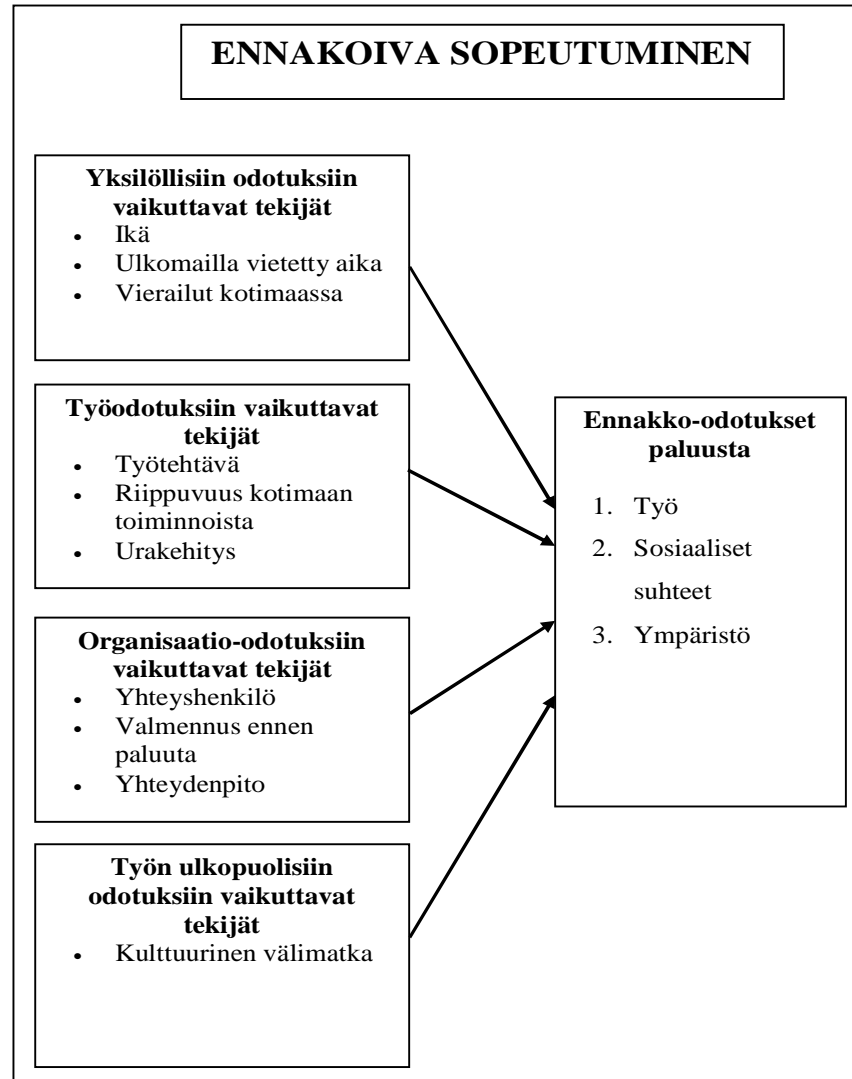 ENNAKOIVA SOPEUTUMINEN
Yksilöllisiin odotuksiin
vaikuttavat tekijät
• Ikä
• Ulkomailla vietetty aika
• Vierailut kotimaassa
Työodotuksiin vaikuttavat
tekijät
• Työtehtävä
• Riippuvuus kotimaan
toiminnoista
• Urakehitys
Organisaatio-odotuksiin
vaikuttavat tekijät
• Yhteyshenkilö
• Valmennus ennen
paluuta
• Yhteydenpito
Työn ulkopuolisiin
odotuksiin vaikuttavat
tekijät
• Kulttuurinen välimatka
Ennakko-odotukset
paluusta
1. Työ
2. Sosiaaliset
suhteet
3. Ympäristö